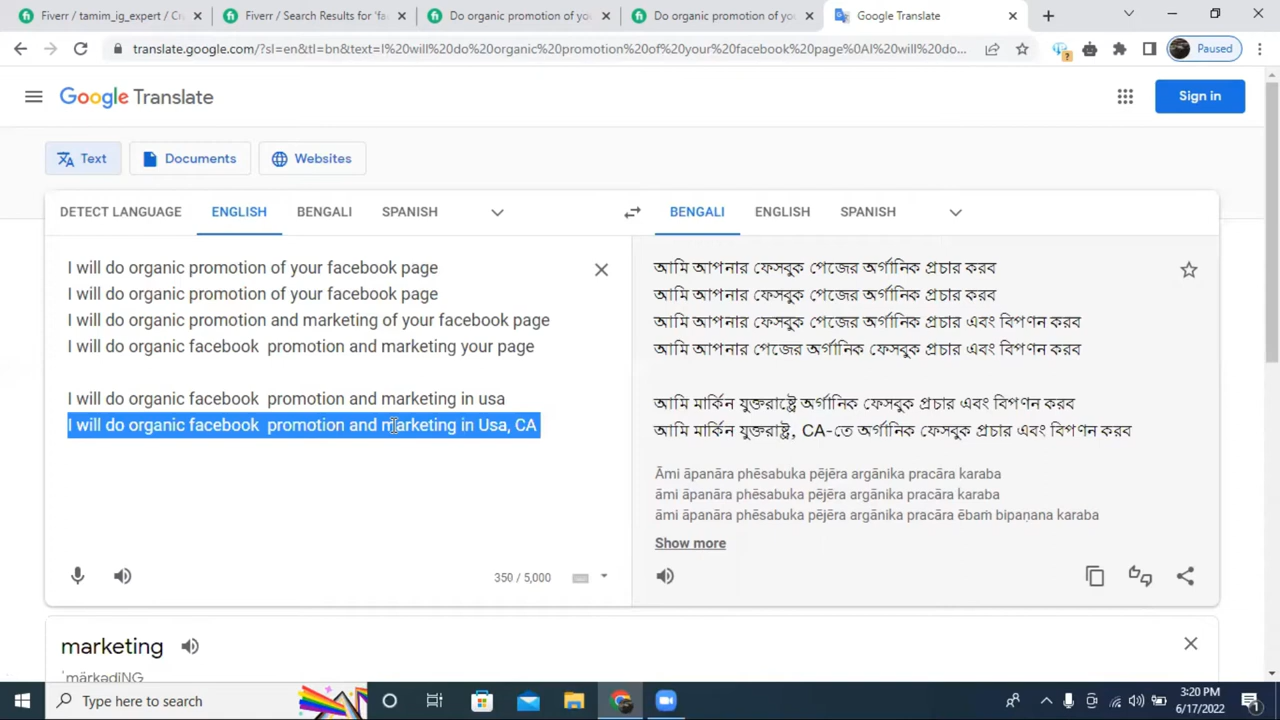 Fiverr / tamim_ig_expert / Cr
Fiverr / Search Results for 'fa
Do organic promotion of you
Do organic promotion of you
Google Translate
translate.google.com/?sl=en&tl=bn&text=I%20will%20do%20organic%20promotion%20of%20your%20facebook%20page%0AI%20will%20do...
Paused
Google Translate
Sign in
Text
Documents
Websites
DETECT LANGUAGE
ENGLISH
BENGALI
SPANISH
BENGALI
ENGLISH
SPANISH
I will do organic promotion of your facebook page
I will do organic promotion of your facebook page
I will do organic promotion and marketing of your facebook page
I will do organic facebook  promotion and marketing your page
I will do organic facebook  promotion and marketing in usa
I will do organic facebook  promotion and marketing in Usa, CA
350 / 5,000
আমি আপনার ফেসবুক পেজের অর্গানিক প্রচার করব
আমি আপনার ফেসবুক পেজের অর্গানিক প্রচার করব
আমি আপনার ফেসবুক পেজের অর্গানিক প্রচার এবং বিপণন করব
আমি আপনার পেজের অর্গানিক ফেসবুক প্রচার এবং বিপণন করব
আমি মার্কিন যুক্তরাষ্ট্রে অর্গানিক ফেসবুক প্রচার এবং বিপণন করব
আমি মার্কিন যুক্তরাষ্ট্র, CA-তে অর্গানিক ফেসবুক প্রচার এবং বিপণন করব
Āmi āpanāra phēsabuka pējēra argānika pracāra karaba
āmi āpanāra phēsabuka pējēra argānika pracāra karaba
āmi āpanāra phēsabuka pējēra argānika pracāra ēbaṁ bipaṇana karaba
Show more
marketing
ˈmärkədiNG
Type here to search
3:20 PM
6/17/2022
1